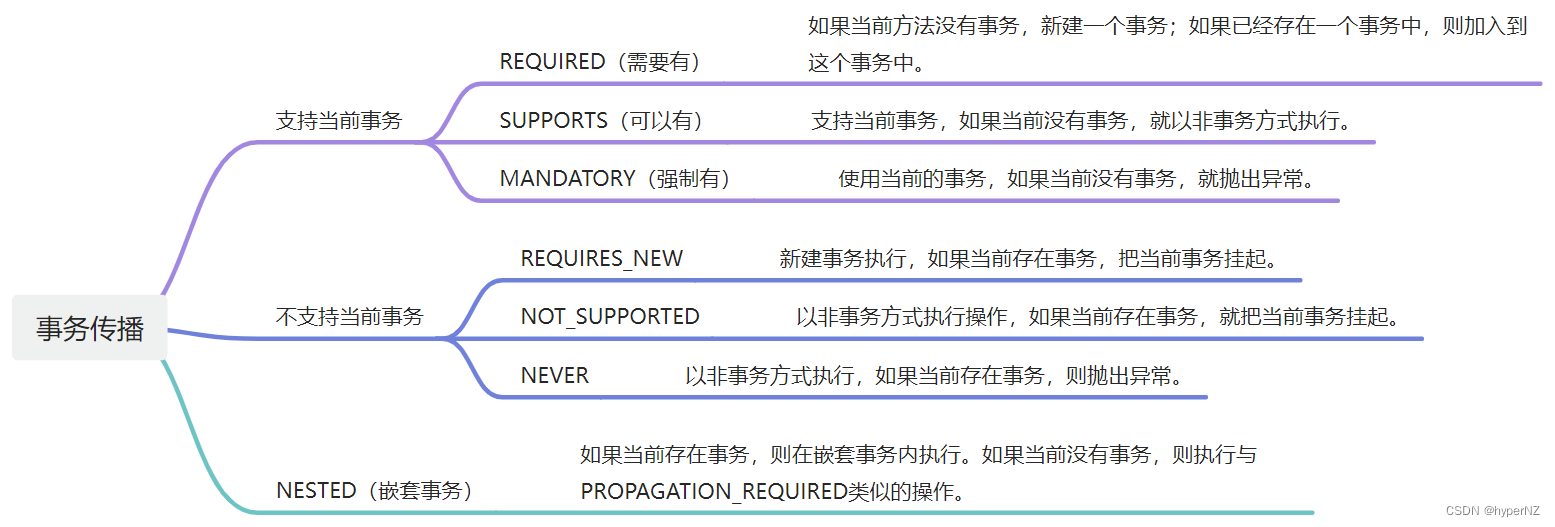 事务传播
支持当前事务
REQUIRED（需要有）
如果当前方法没有事务，新建一个事务；如果已经存在一个事务中，则加入到
这个事务中。
SUPPORTS（可以有）
支持当前事务，如果当前没有事务，就以非事务方式执行。
MANDATORY（强制有）
使用当前的事务，如果当前没有事务，就抛出异常。
不支持当前事务
REQUIRES_NEW
新建事务执行，如果当前存在事务，把当前事务挂起。
NOT_SUPPORTED
以非事务方式执行操作，如果当前存在事务，就把当前事务挂起。
NEVER
以非事务方式执行，如果当前存在事务，则抛出异常。
NESTED（嵌套事务）
如果当前存在事务，则在嵌套事务内执行。如果当前没有事务，则执行与
PROPAGATION_REQUIRED类似的操作。
CSDN @hyperNZ